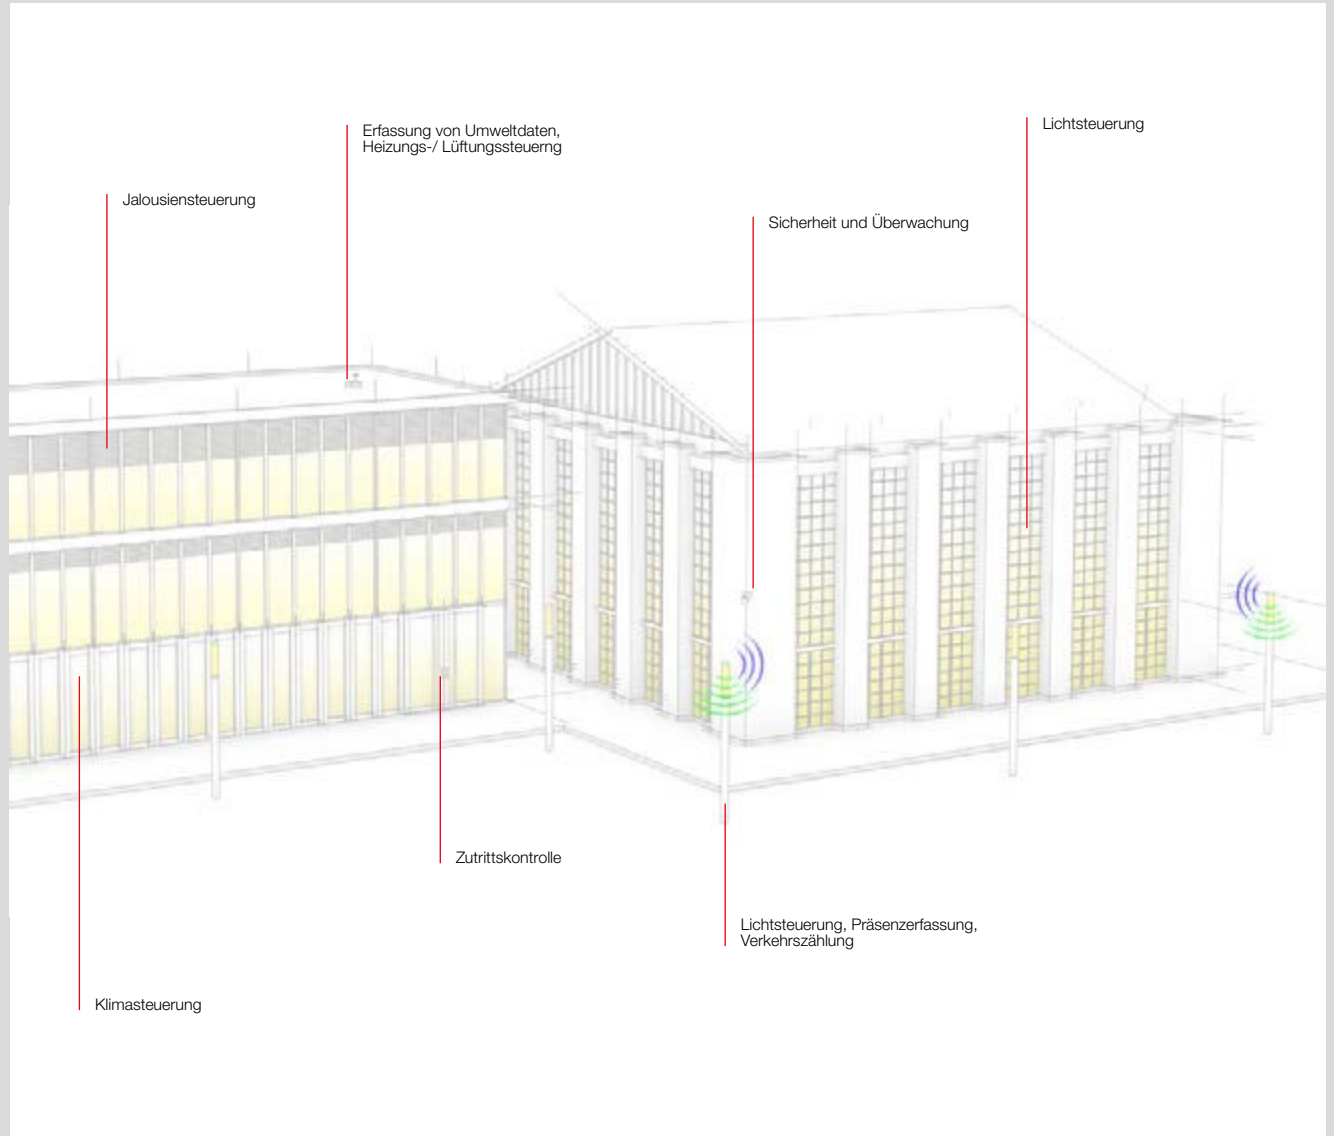 Erfassung von Umweltdaten,
Heizungs-/ Lüftungssteuerng
Lichtsteuerung
Jalousiensteuerung
Sicherheit und Überwachung
Zutrittskontrolle
Lichtsteuerung, Präsenzerfassung,
Verkehrszählung
Klimasteuerung